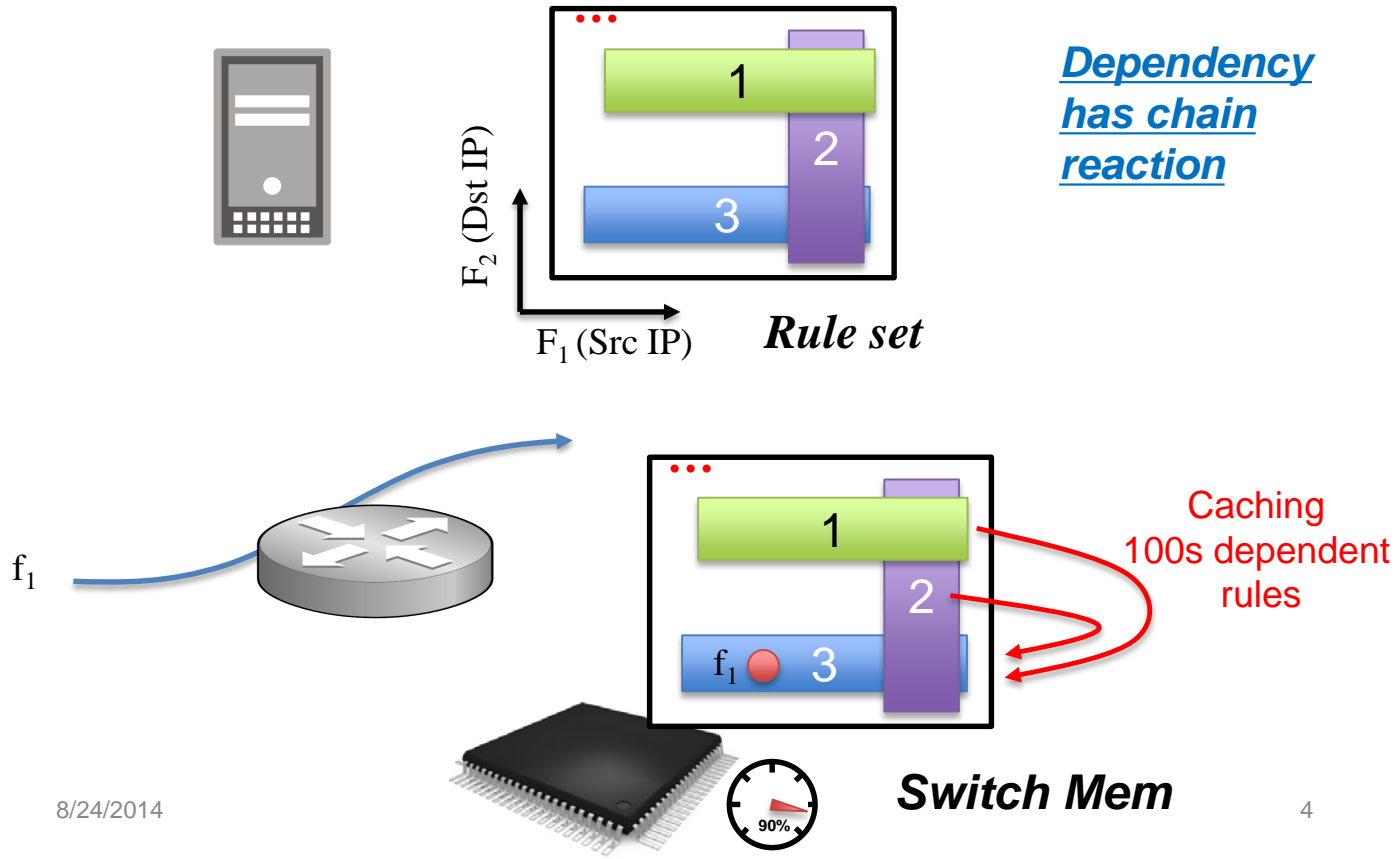 •••
1
2
3
F₂ (Dst IP)
F₁ (Src IP)
Rule set
Dependency
has chain
reaction
f₁
•••
1
2
f₁
3
Caching
100s dependent
rules
90%
Switch Mem
8/24/2014
4